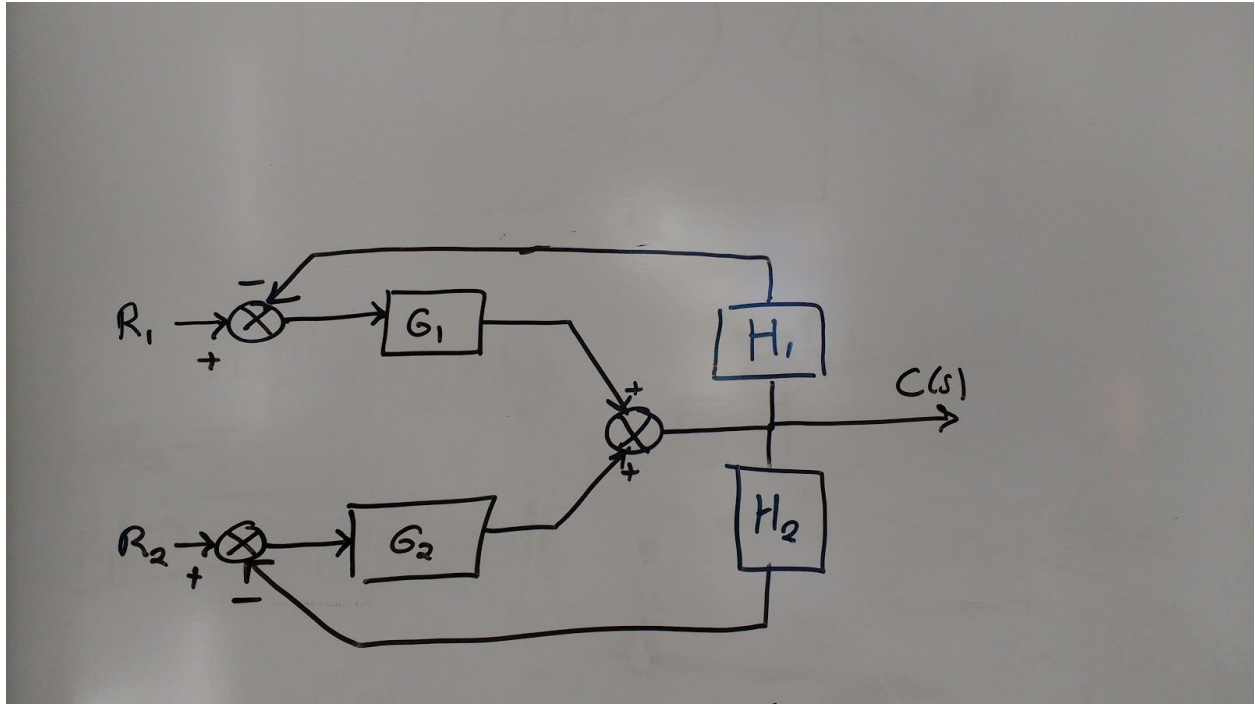 −
R₁
+
G₁
H₁
+
C(s)
+
R₂
+
G₂
H₂
−